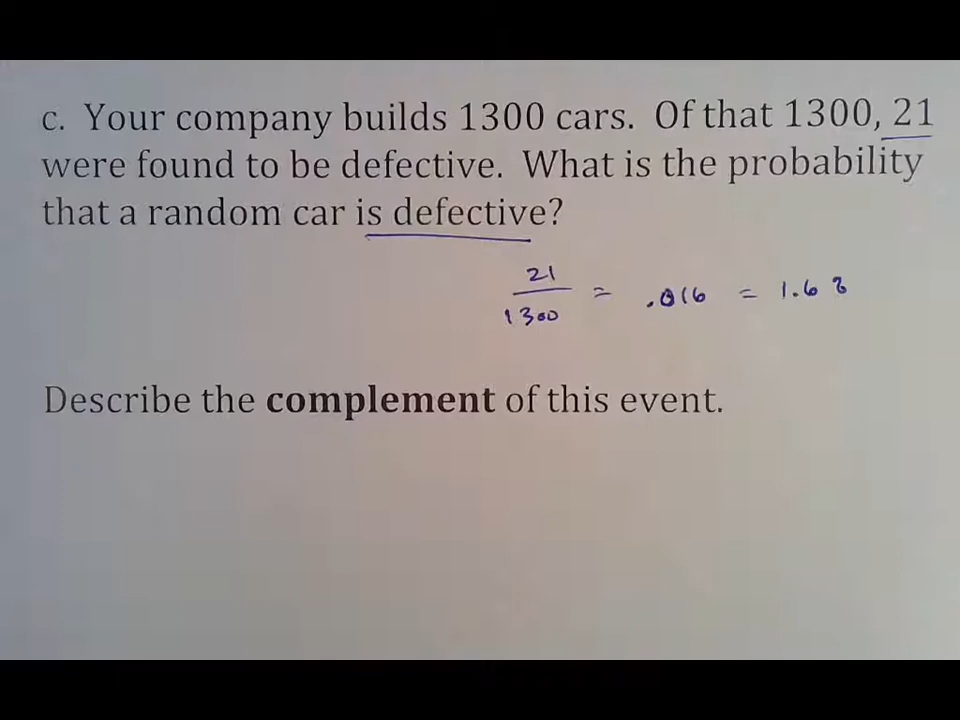 c. Your company builds 1300 cars. Of that 1300, 21
were found to be defective. What is the probability
that a random car is defective?
21
1300
= .016 = 1.6%
Describe the complement of this event.